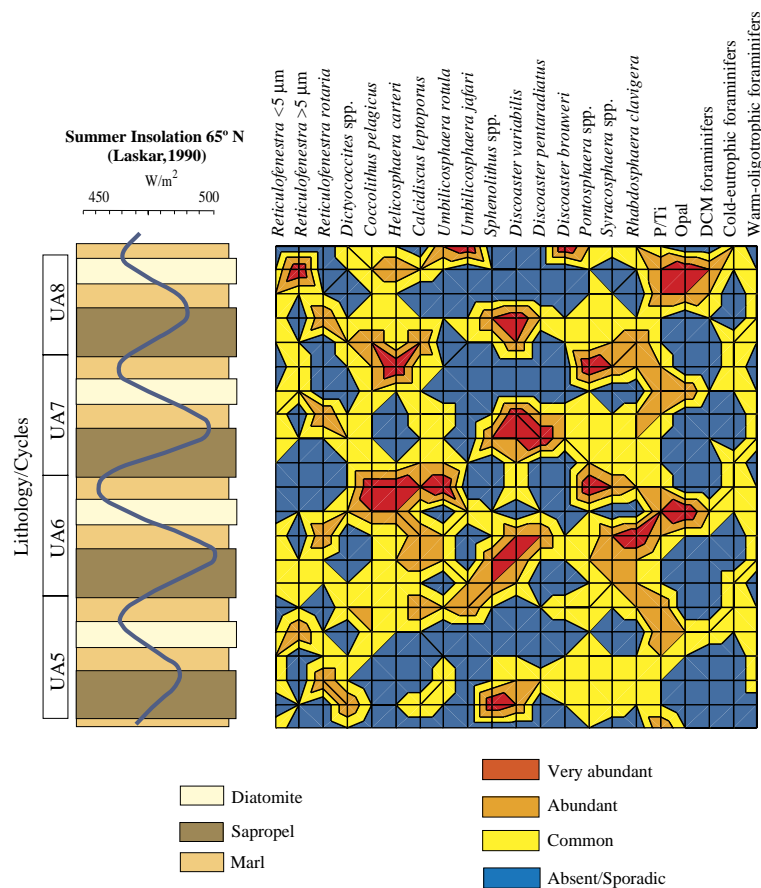 Summer Insolation 65º N
(Laskar,1990)
W/m2
450 500
Reticulofenestra <5 µm
Reticulofenestra >5 µm
Reticulofenestra rotaria
Dictyococcites spp.
Coccolithus pelagicus
Helicosphaera carteri
Calcidiscus leptoporus
Umbilicosphaera rotula
Umbilicosphaera jafari
Sphenolithus spp.
Discoaster variabilis
Discoaster pentaradiatus
Discoaster brouweri
Pontosphaera spp.
Syracosphaera spp.
Rhabdosphaera clavigera
P/Ti
Opal
DCM foraminifers
Cold-eutrophic foraminifers
Warm-oligotrophic foraminifers
Lithology/Cycles
UA8
UA7
UA6
UA5
Diatomite
Sapropel
Marl
Very abundant
Abundant
Common
Absent/Sporadic